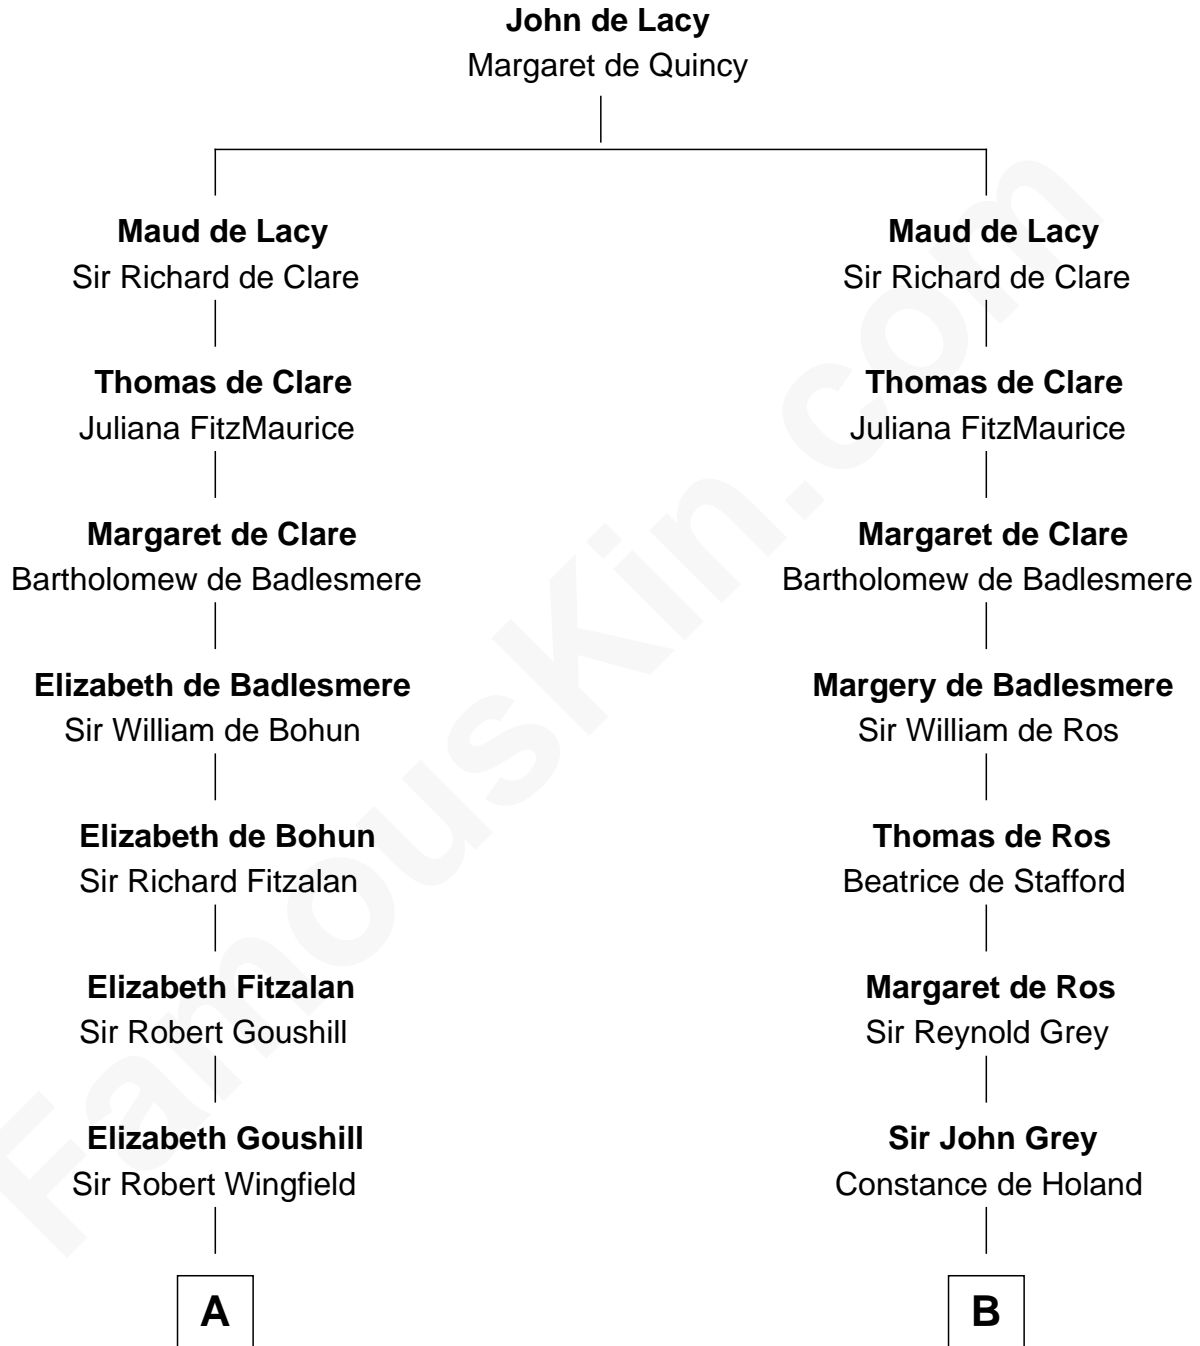 John de Lacy
Margaret de Quincy
Maud de Lacy
Sir Richard de Clare
Maud de Lacy
Sir Richard de Clare
Thomas de Clare
Juliana FitzMaurice
Thomas de Clare
Juliana FitzMaurice
Margaret de Clare
Bartholomew de Badlesmere
Margaret de Clare
Bartholomew de Badlesmere
Elizabeth de Badlesmere
Sir William de Bohun
Margery de Badlesmere
Sir William de Ros
Elizabeth de Bohun
Sir Richard Fitzalan
Thomas de Ros
Beatrice de Stafford
Elizabeth Fitzalan
Sir Robert Goushill
Margaret de Ros
Sir Reynold Grey
Elizabeth Goushill
Sir Robert Wingfield
Sir John Grey
Constance de Holand
A
B
FamousKin.com